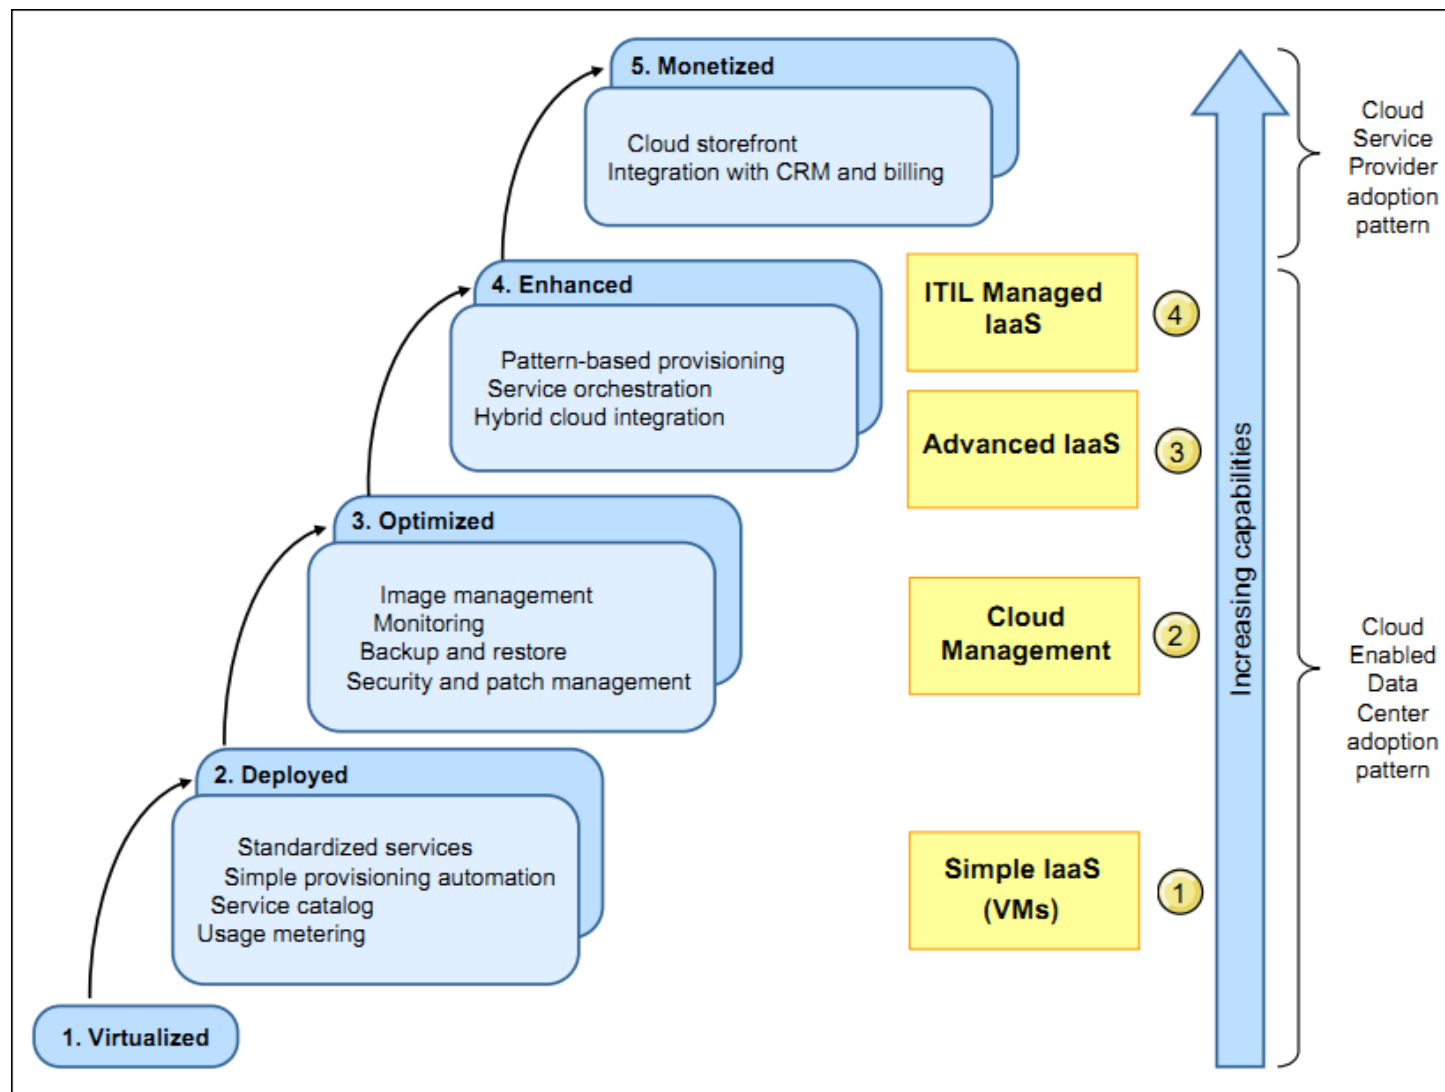 5. Monetized
Cloud storefront
Integration with CRM and billing
Cloud
Service
Provider
adoption
pattern
4. Enhanced
Pattern-based provisioning
Service orchestration
Hybrid cloud integration
ITIL Managed
IaaS
4
Advanced IaaS
3
Increasing capabilities
3. Optimized
Image management
Monitoring
Backup and restore
Security and patch management
Cloud
Management
2
Cloud
Enabled
Data
Center
adoption
pattern
2. Deployed
Standardized services
Simple provisioning automation
Service catalog
Usage metering
Simple IaaS
(VMs)
1
1. Virtualized